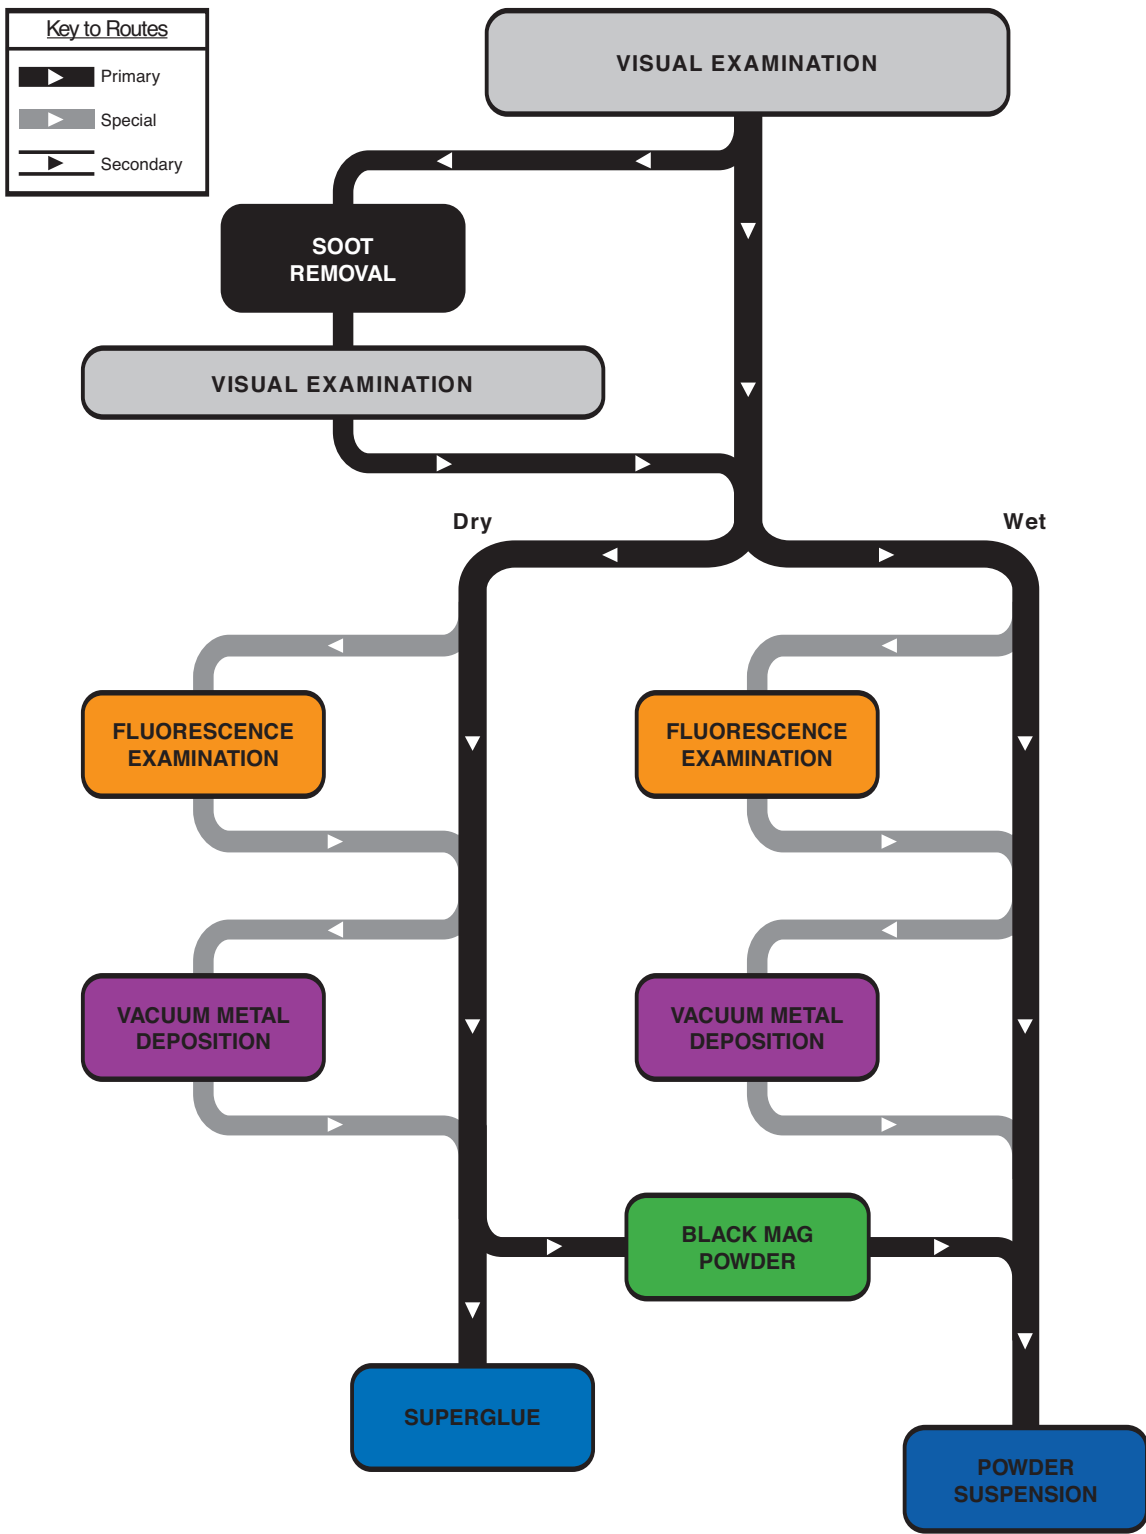 Key to Routes
Primary
Special
Secondary
VISUAL EXAMINATION
SOOT
REMOVAL
VISUAL EXAMINATION
Dry
Wet
FLUORESCENCE
EXAMINATION
FLUORESCENCE
EXAMINATION
VACUUM METAL
DEPOSITION
VACUUM METAL
DEPOSITION
BLACK MAG
POWDER
SUPERGLUE
POWDER
SUSPENSION